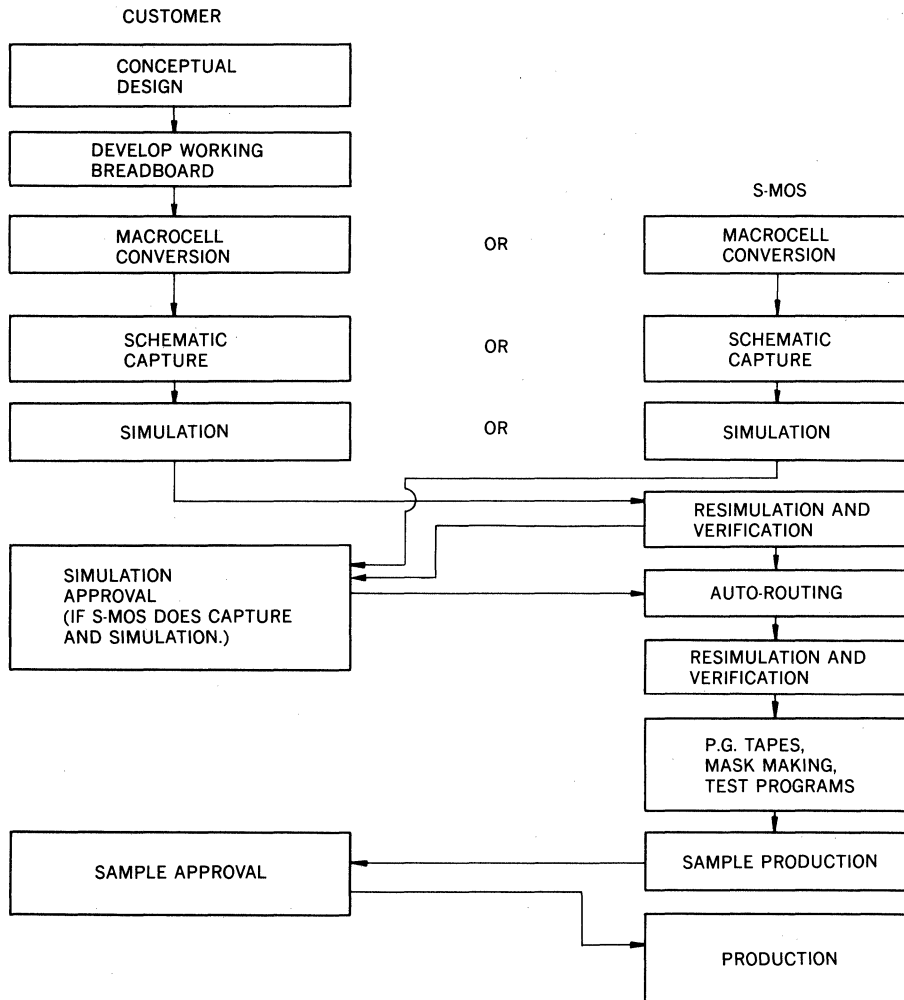 CUSTOMER
CONCEPTUAL
DESIGN
DEVELOP WORKING
BREADBOARD
S-MOS
MACROCELL
CONVERSION
OR
MACROCELL
CONVERSION
SCHEMATIC
CAPTURE
OR
SCHEMATIC
CAPTURE
SIMULATION
OR
SIMULATION
RESIMULATION AND
VERIFICATION
SIMULATION
APPROVAL
(IF S-MOS DOES CAPTURE
AND SIMULATION.)
AUTO-ROUTING
RESIMULATION AND
VERIFICATION
P.G. TAPES,
MASK MAKING,
TEST PROGRAMS
SAMPLE APPROVAL
SAMPLE PRODUCTION
PRODUCTION